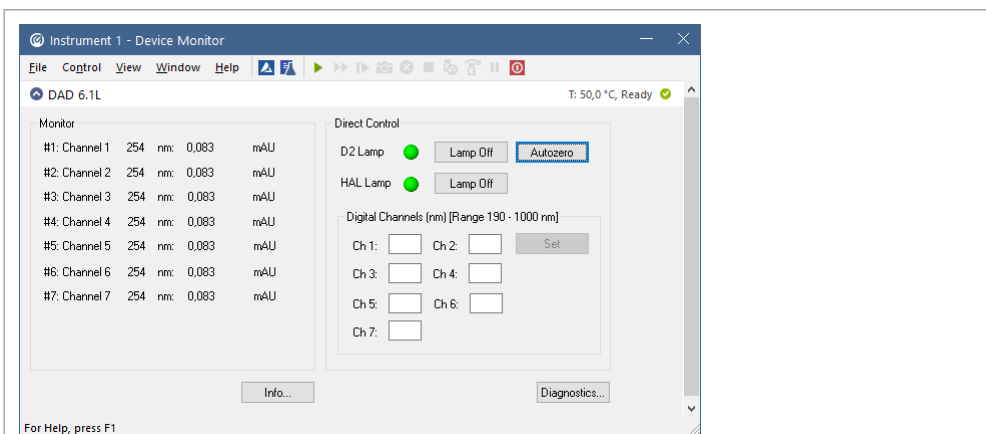 Instrument 1 - Device Monitor
File Control View Window Help
DAD 6.1L T: 50,0 °C, Ready
Monitor
#1: Channel 1 254 nm: 0,083 mAU
#2: Channel 2 254 nm: 0,083 mAU
#3: Channel 3 254 nm: 0,083 mAU
#4: Channel 4 254 nm: 0,083 mAU
#5: Channel 5 254 nm: 0,083 mAU
#6: Channel 6 254 nm: 0,083 mAU
#7: Channel 7 254 nm: 0,083 mAU
Direct Control
D2 Lamp Lamp Off Autozero
HAL Lamp Lamp Off
Digital Channels (nm) [Range 190 - 1000 nm]
Ch 1: Ch 2: Set
Ch 3: Ch 4:
Ch 5: Ch 6:
Ch 7:
Info... Diagnostics...
For Help, press F1